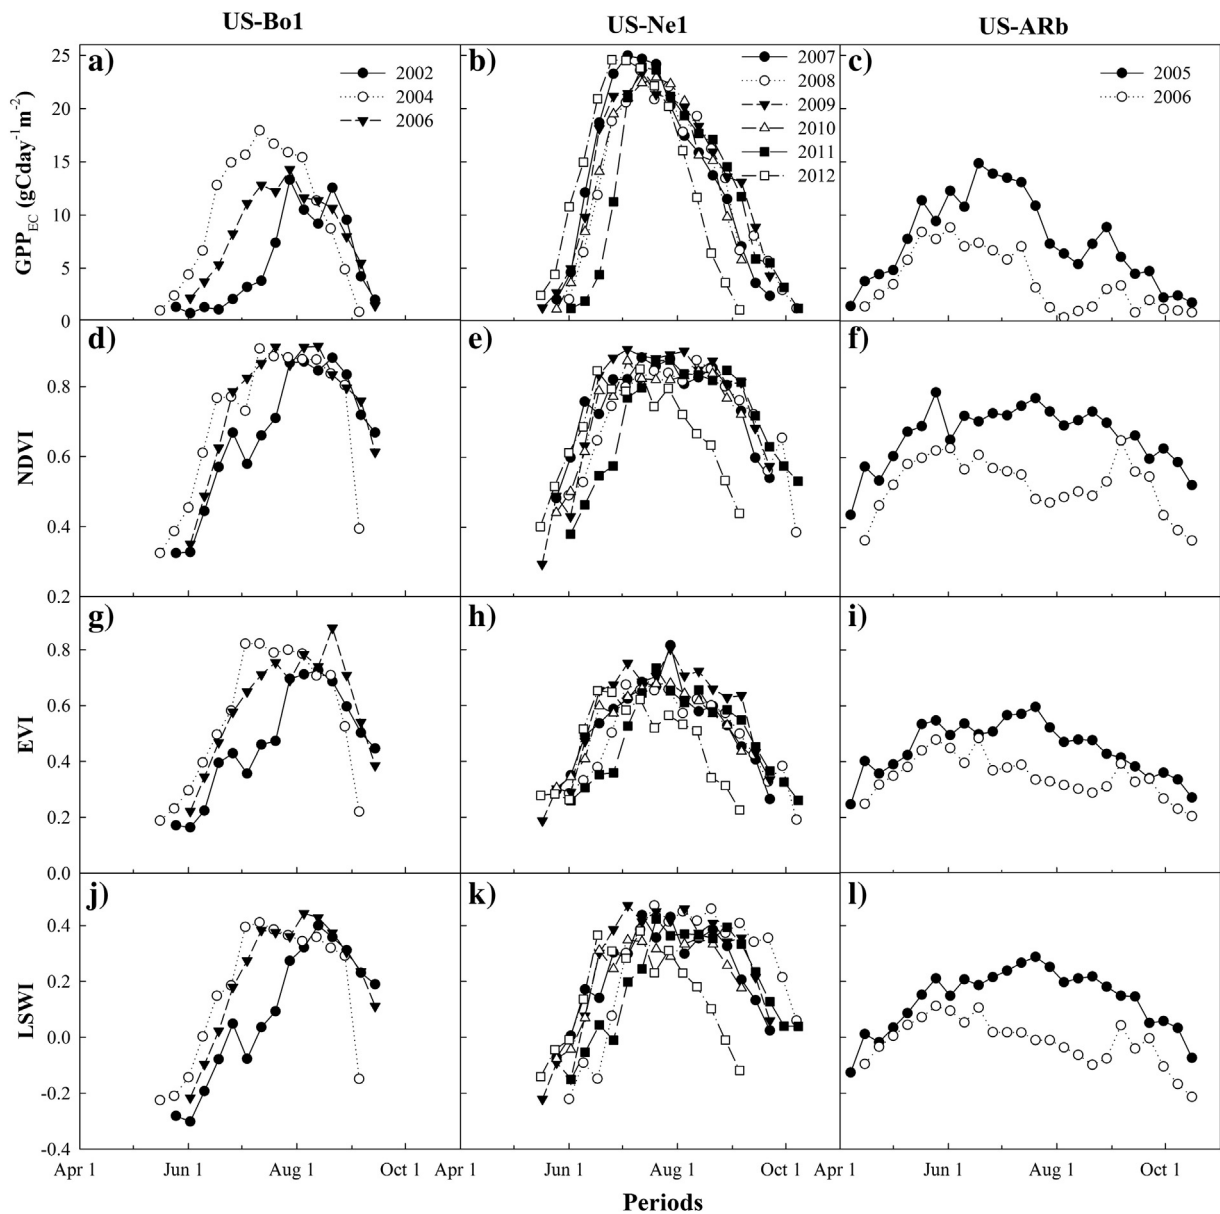 US-Bo1 US-Ne1 US-ARb
a) b) c)
2002
2004
2006
2007
2008
2009
2010
2011
2012
2005
2006
GPP_EC (gCday⁻¹m⁻²)
25
20
15
10
5
0
d) e) f)
NDVI
0.8
0.6
0.4
0.2
g) h) i)
EVI
0.8
0.6
0.4
0.2
0.0
j) k) l)
LSWI
0.4
0.2
0.0
-0.2
-0.4
Apr 1 Jun 1 Aug 1 Oct 1 Apr 1 Jun 1 Aug 1 Oct 1 Apr 1 Jun 1 Aug 1 Oct 1
Periods